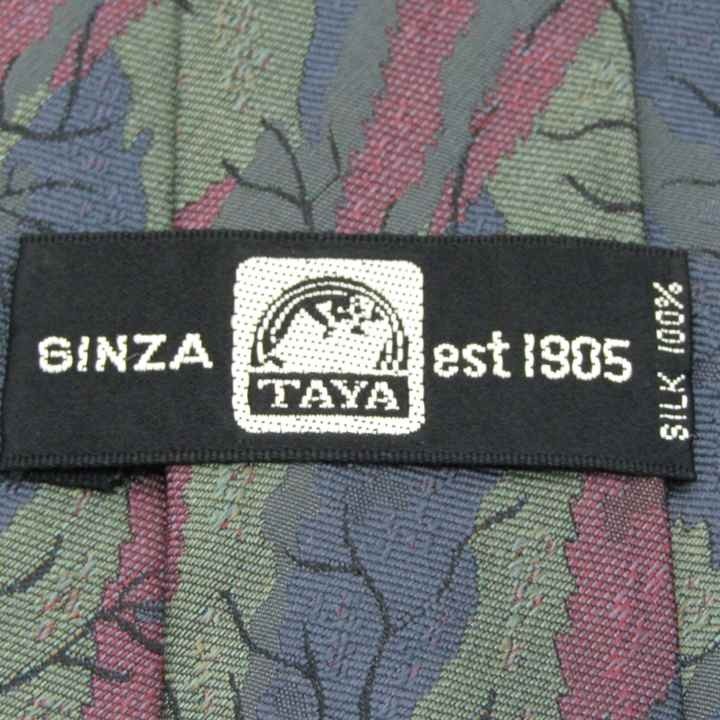 GINZA
TAYA
est 1905
SILK 100%